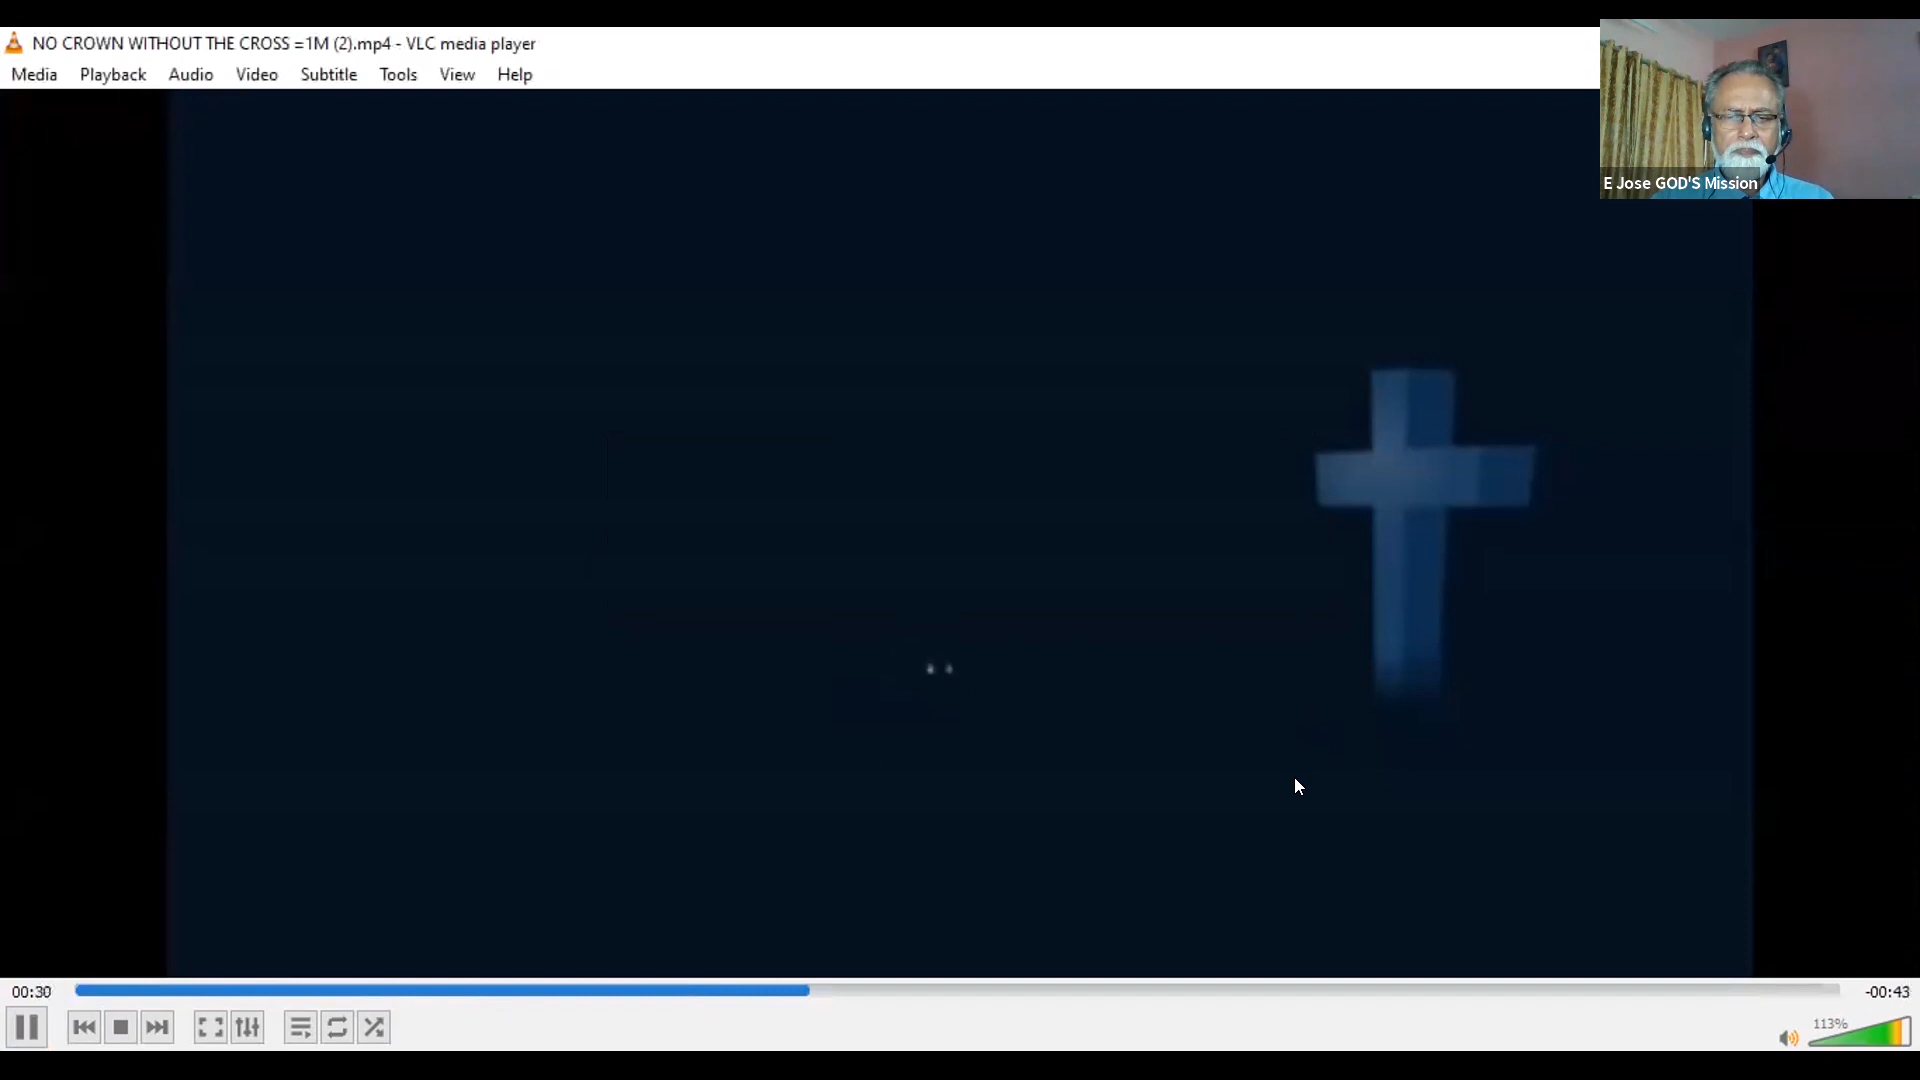 NO CROWN WITHOUT THE CROSS =1M (2).mp4 - VLC media player
Media Playback Audio Video Subtitle Tools View Help
E Jose GOD'S Mission
00:30
-00:43
113%